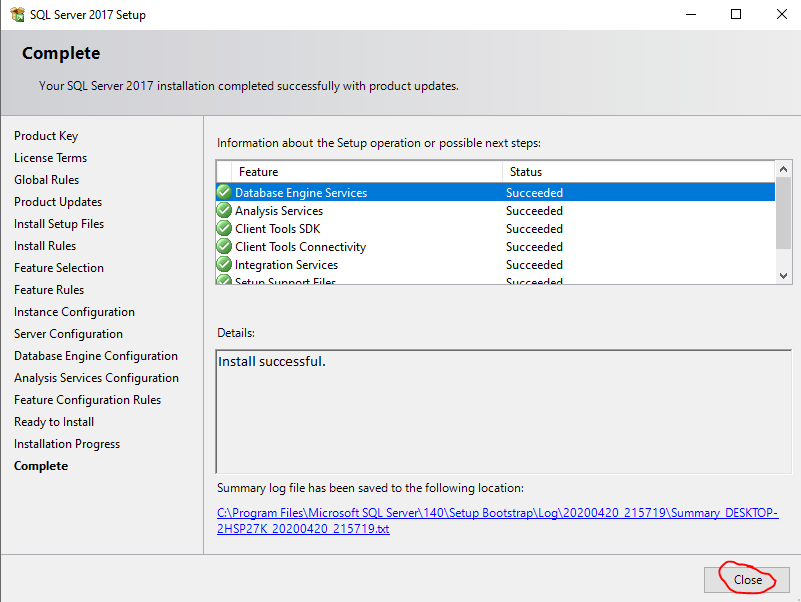 SQL Server 2017 Setup
Complete
Your SQL Server 2017 installation completed successfully with product updates.
Product Key
License Terms
Global Rules
Product Updates
Install Setup Files
Install Rules
Feature Selection
Feature Rules
Instance Configuration
Server Configuration
Database Engine Configuration
Analysis Services Configuration
Feature Configuration Rules
Ready to Install
Installation Progress
Complete
Information about the Setup operation or possible next steps:
Feature Status
Database Engine Services Succeeded
Analysis Services Succeeded
Client Tools SDK Succeeded
Client Tools Connectivity Succeeded
Integration Services Succeeded
Setup Support Files Succeeded
Details:
Install successful.
Summary log file has been saved to the following location:
C:\Program Files\Microsoft SQL Server\140\Setup Bootstrap\Log\20200420_215719\Summary_DESKTOP-
2HSP27K_20200420_215719.txt
Close